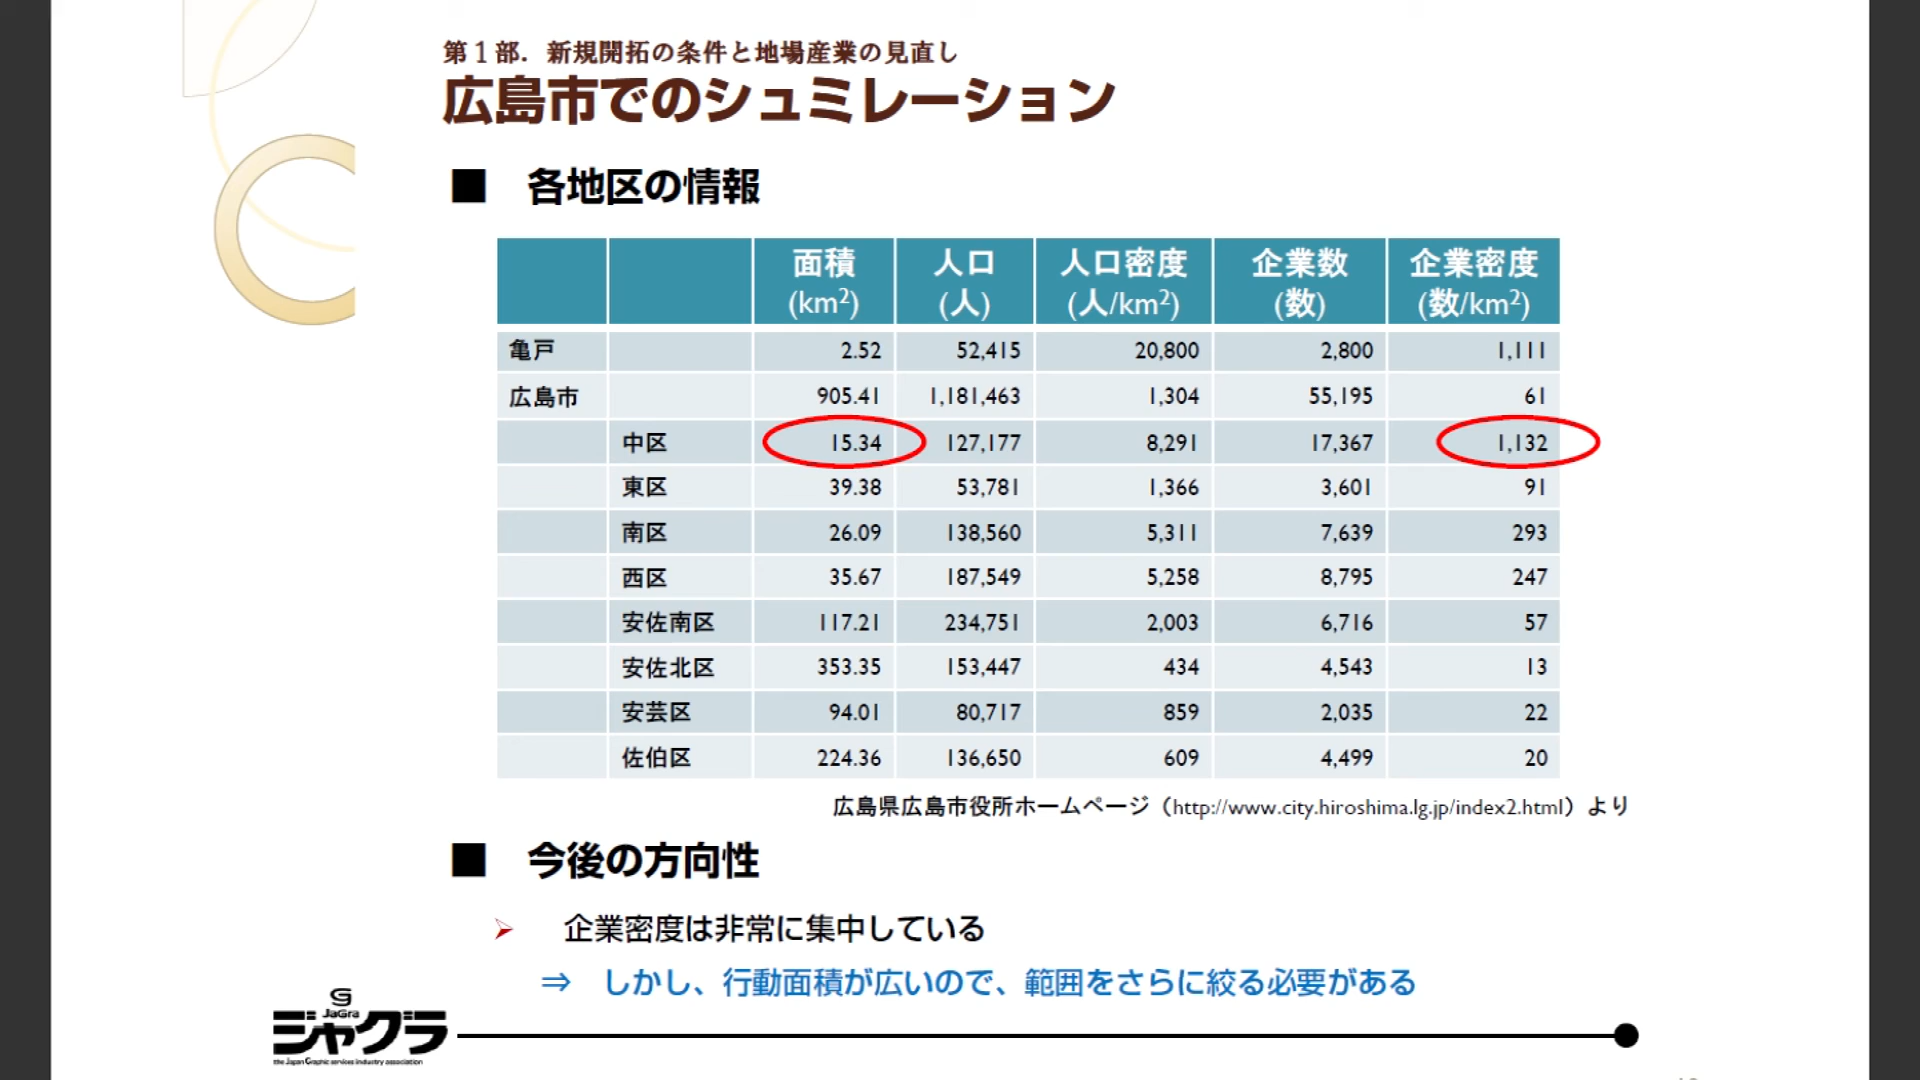 第１部．新規開拓の条件と地場産業の見直し
広島市でのシュミレーション
■ 各地区の情報
面積 (km²) 人口 (人) 人口密度 (人/km²) 企業数 (数) 企業密度 (数/km²)
亀戸 2.52 52,415 20,800 2,800 1,111
広島市 905.41 1,181,463 1,304 55,195 61
中区 15.34 127,177 8,291 17,367 1,132
東区 39.38 53,781 1,366 3,601 91
南区 26.09 138,560 5,311 7,639 293
西区 35.67 187,549 5,258 8,795 247
安佐南区 117.21 234,751 2,003 6,716 57
安佐北区 353.35 153,447 434 4,543 13
安芸区 94.01 80,717 859 2,035 22
佐伯区 224.36 136,650 609 4,499 20
広島県広島市役所ホームページ（http://www.city.hiroshima.lg.jp/index2.html）より
■ 今後の方向性
➢ 企業密度は非常に集中している
⇒ しかし、行動面積が広いので、範囲をさらに絞る必要がある
JaGra
ジャグラ
the Japan Graphic services industry association